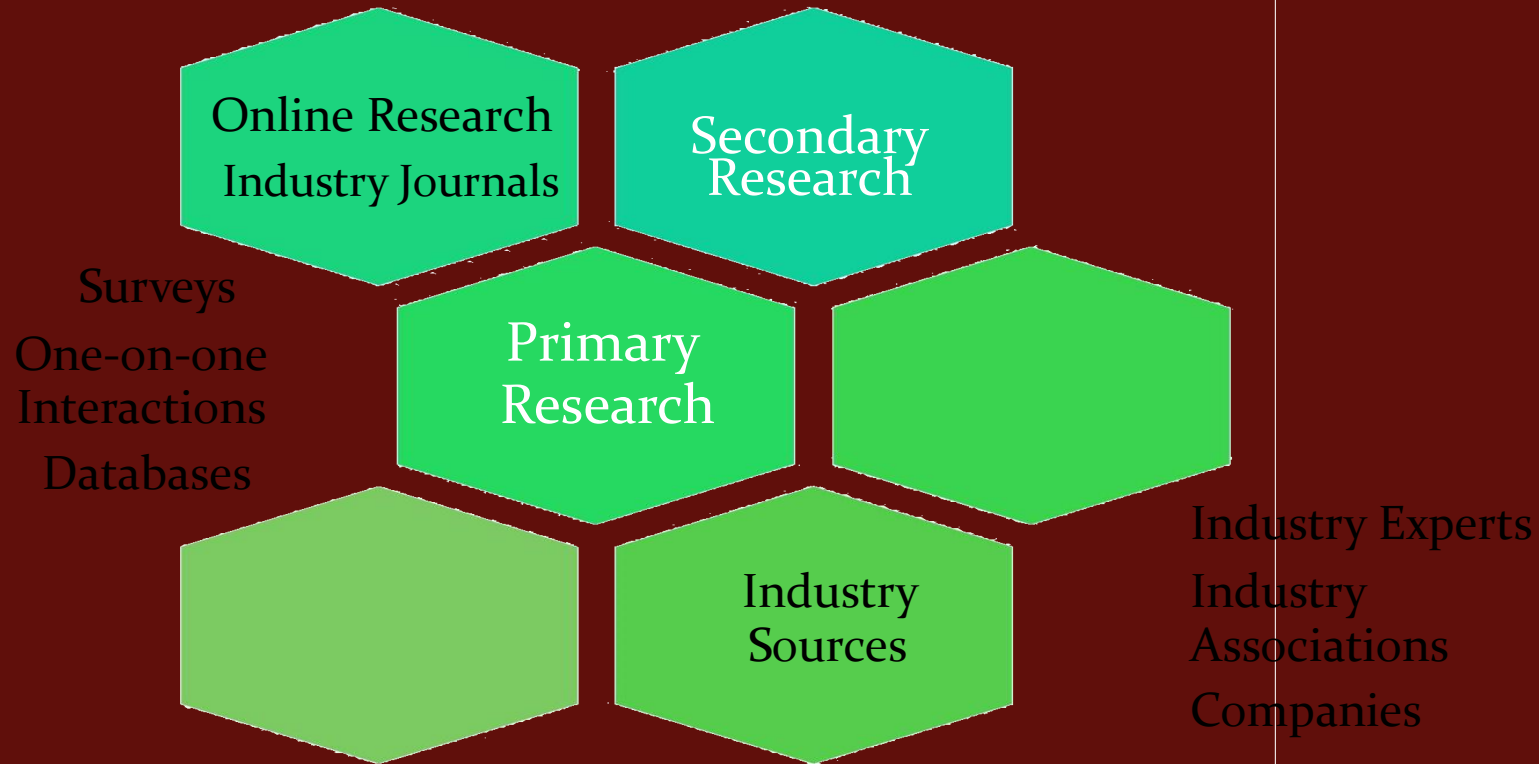 Online Research
Industry Journals
Secondary
Research
Surveys
One-on-one
Interactions
Databases
Primary
Research
Industry
Sources
Industry Experts
Industry
Associations
Companies